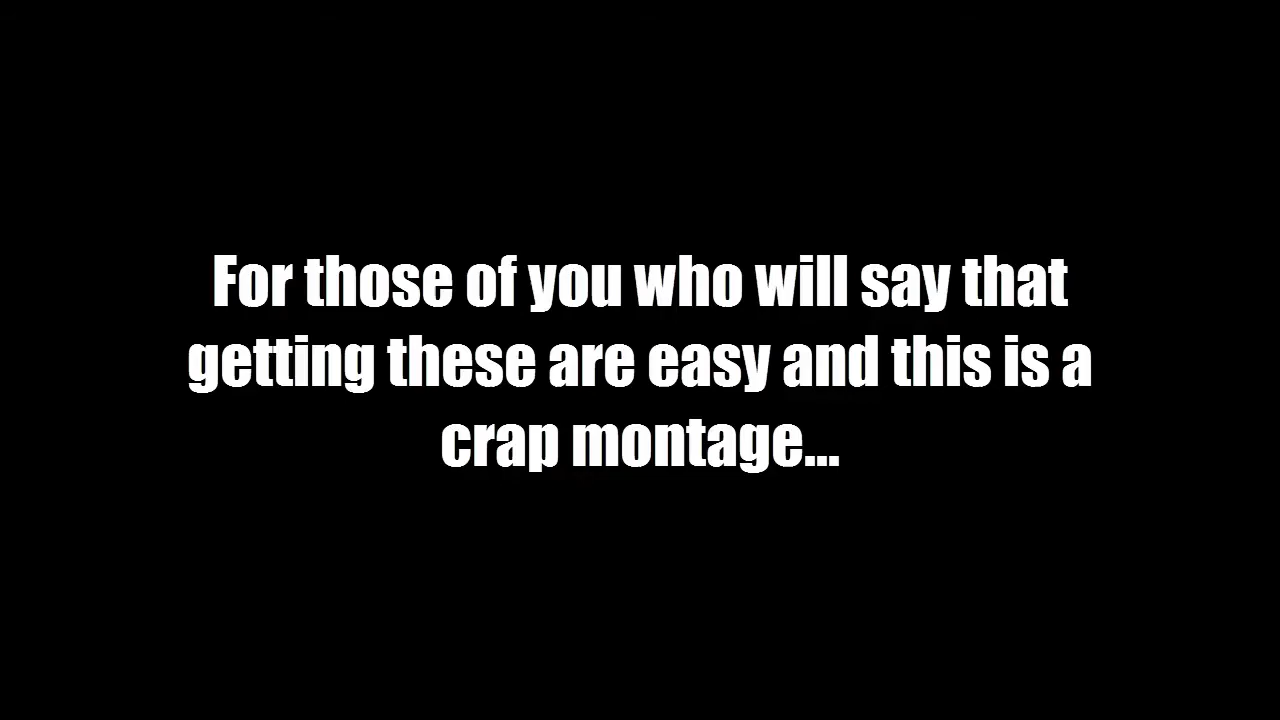 For those of you who will say that
getting these are easy and this is a
crap montage...